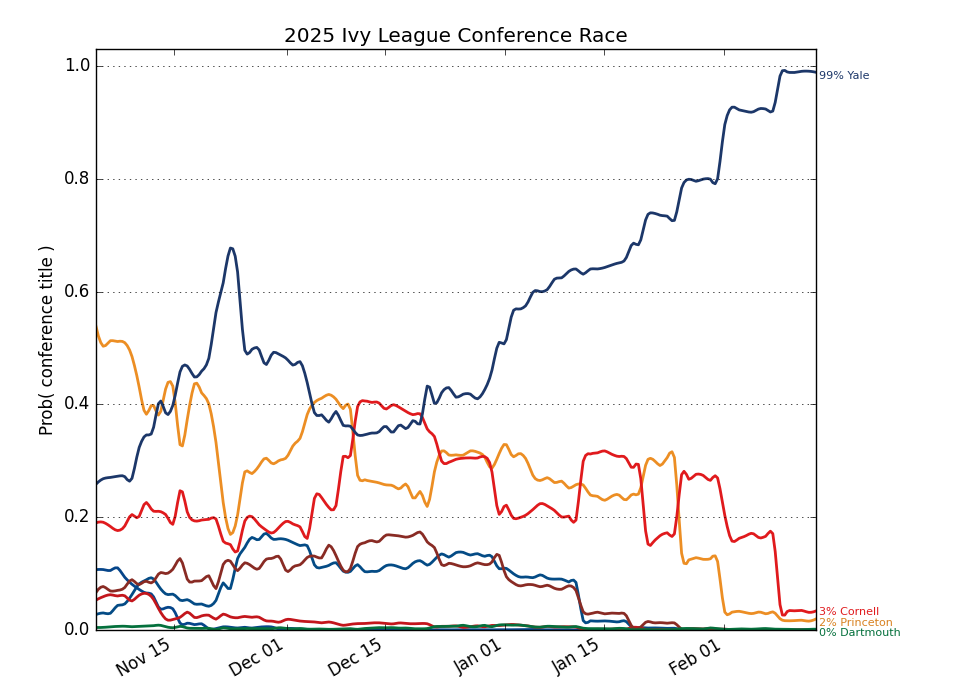 2025 Ivy League Conference Race
Prob( conference title )
1.0
0.8
0.6
0.4
0.2
0.0
Nov 15
Dec 01
Dec 15
Jan 01
Jan 15
Feb 01
99% Yale
3% Cornell
2% Princeton
0% Dartmouth